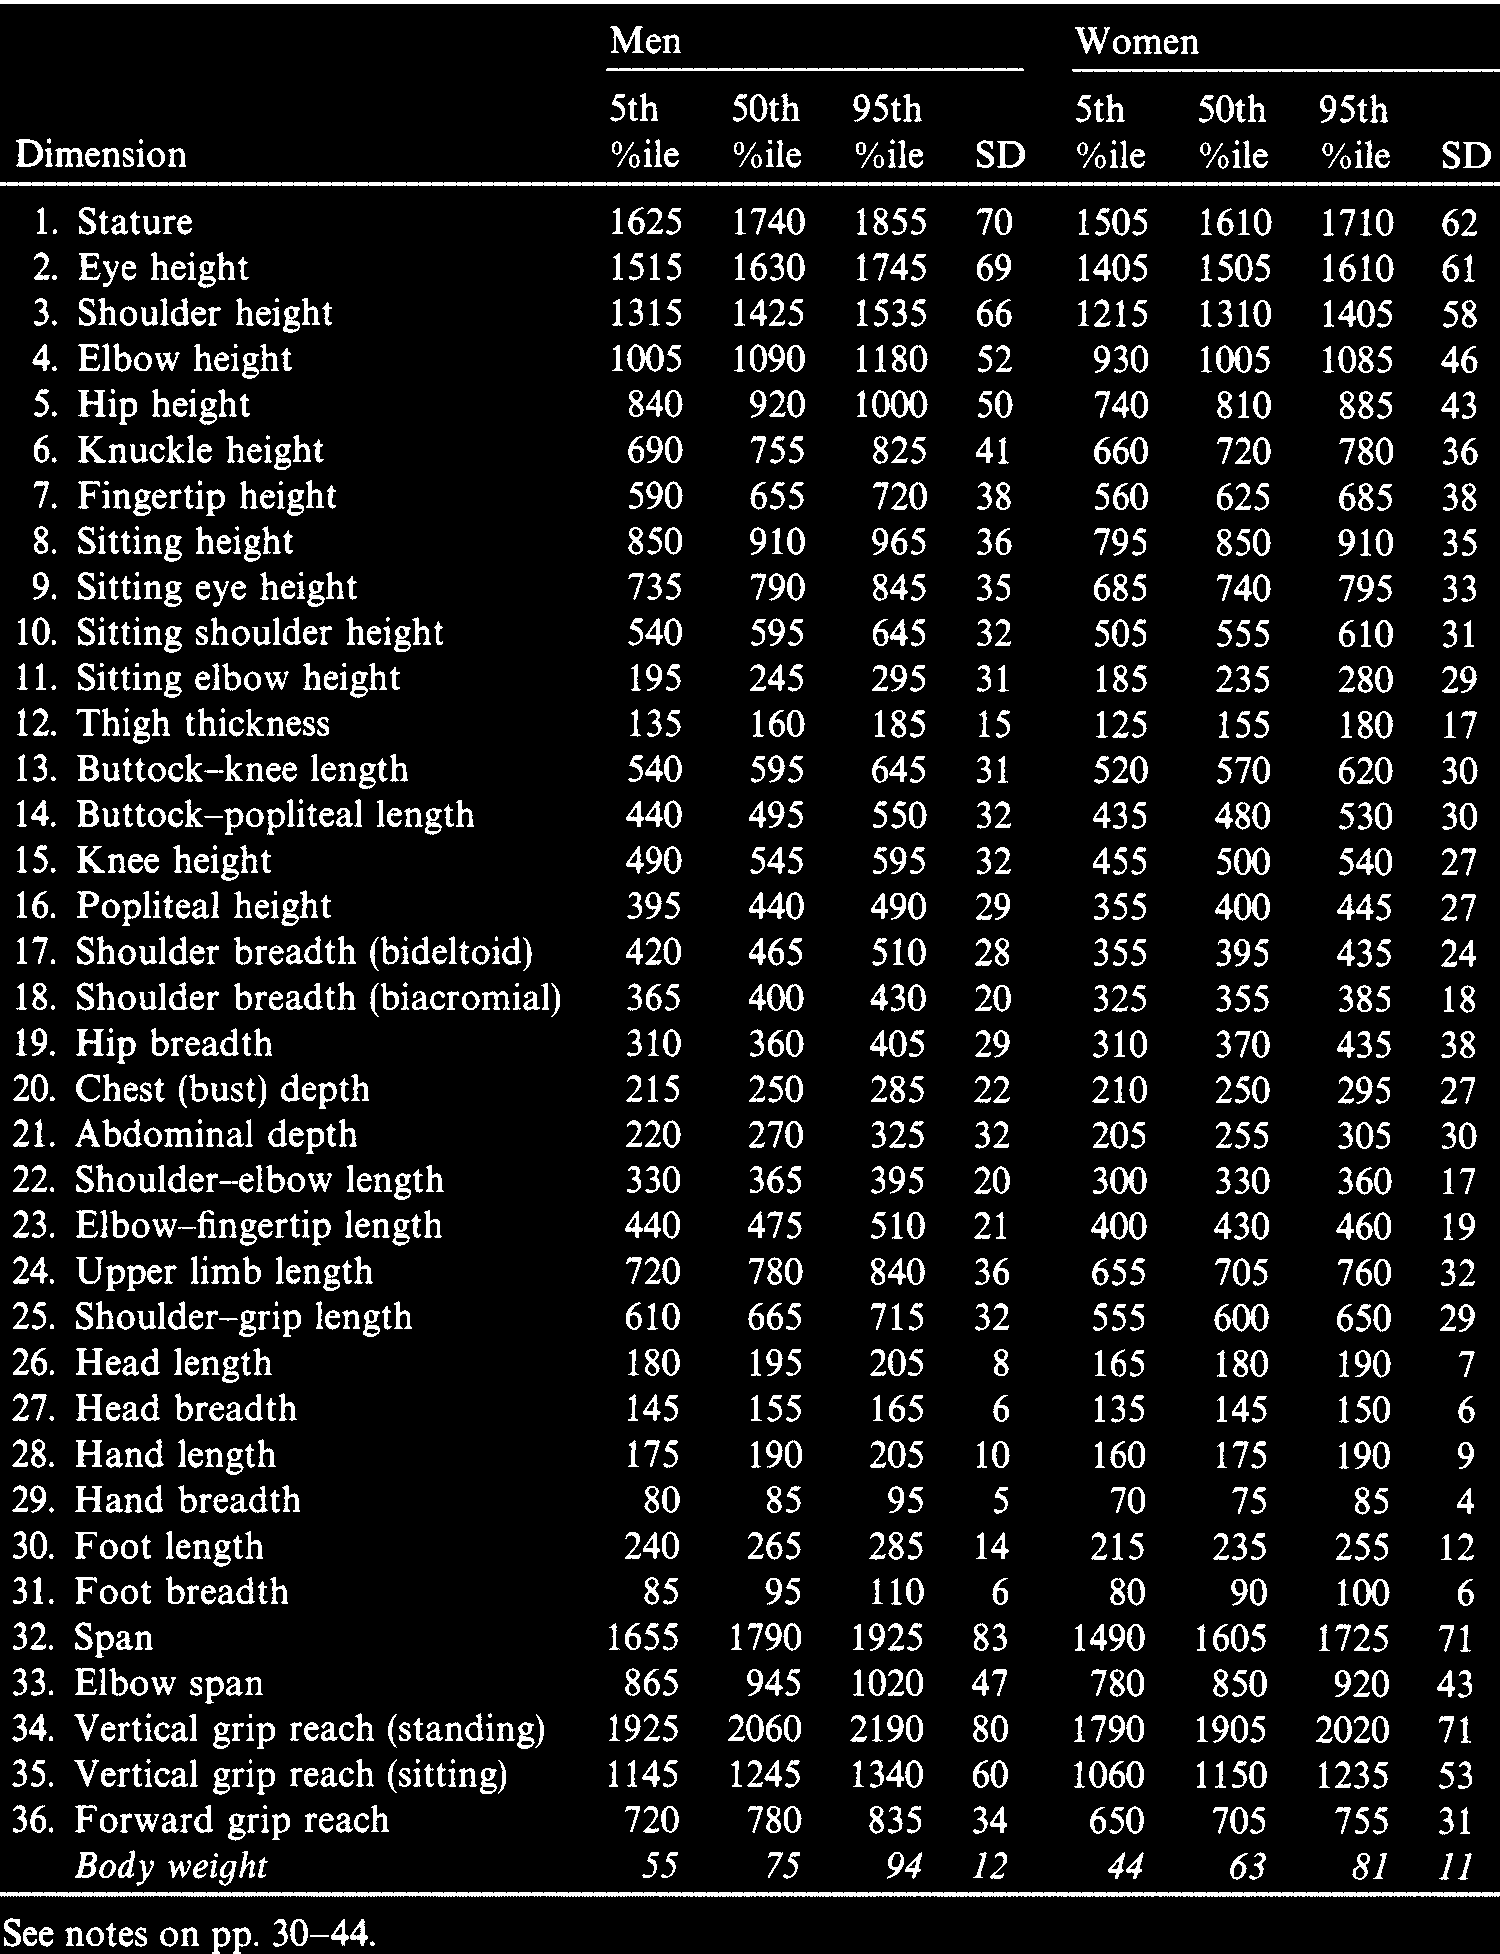 Men Women
5th 50th 95th 5th 50th 95th
Dimension %ile %ile %ile SD %ile %ile %ile SD
1. Stature 1625 1740 1855 70 1505 1610 1710 62
2. Eye height 1515 1630 1745 69 1405 1505 1610 61
3. Shoulder height 1315 1425 1535 66 1215 1310 1405 58
4. Elbow height 1005 1090 1180 52 930 1005 1085 46
5. Hip height 840 920 1000 50 740 810 885 43
6. Knuckle height 690 755 825 41 660 720 780 36
7. Fingertip height 590 655 720 38 560 625 685 38
8. Sitting height 850 910 965 36 795 850 910 35
9. Sitting eye height 735 790 845 35 685 740 795 33
10. Sitting shoulder height 540 595 645 32 505 555 610 31
11. Sitting elbow height 195 245 295 31 185 235 280 29
12. Thigh thickness 135 160 185 15 125 155 180 17
13. Buttock–knee length 540 595 645 31 520 570 620 30
14. Buttock–popliteal length 440 495 550 32 435 480 530 30
15. Knee height 490 545 595 32 455 500 540 27
16. Popliteal height 395 440 490 29 355 400 445 27
17. Shoulder breadth (bideltoid) 420 465 510 28 355 395 435 24
18. Shoulder breadth (biacromial) 365 400 430 20 325 355 385 18
19. Hip breadth 310 360 405 29 310 370 435 38
20. Chest (bust) depth 215 250 285 22 210 250 295 27
21. Abdominal depth 220 270 325 32 205 255 305 30
22. Shoulder–elbow length 330 365 395 20 300 330 360 17
23. Elbow–fingertip length 440 475 510 21 400 430 460 19
24. Upper limb length 720 780 840 36 655 705 760 32
25. Shoulder–grip length 610 665 715 32 555 600 650 29
26. Head length 180 195 205 8 165 180 190 7
27. Head breadth 145 155 165 6 135 145 150 6
28. Hand length 175 190 205 10 160 175 190 9
29. Hand breadth 80 85 95 5 70 75 85 4
30. Foot length 240 265 285 14 215 235 255 12
31. Foot breadth 85 95 110 6 80 90 100 6
32. Span 1655 1790 1925 83 1490 1605 1725 71
33. Elbow span 865 945 1020 47 780 850 920 43
34. Vertical grip reach (standing) 1925 2060 2190 80 1790 1905 2020 71
35. Vertical grip reach (sitting) 1145 1245 1340 60 1060 1150 1235 53
36. Forward grip reach 720 780 835 34 650 705 755 31
Body weight 55 75 94 12 44 63 81 11
See notes on pp. 30–44.